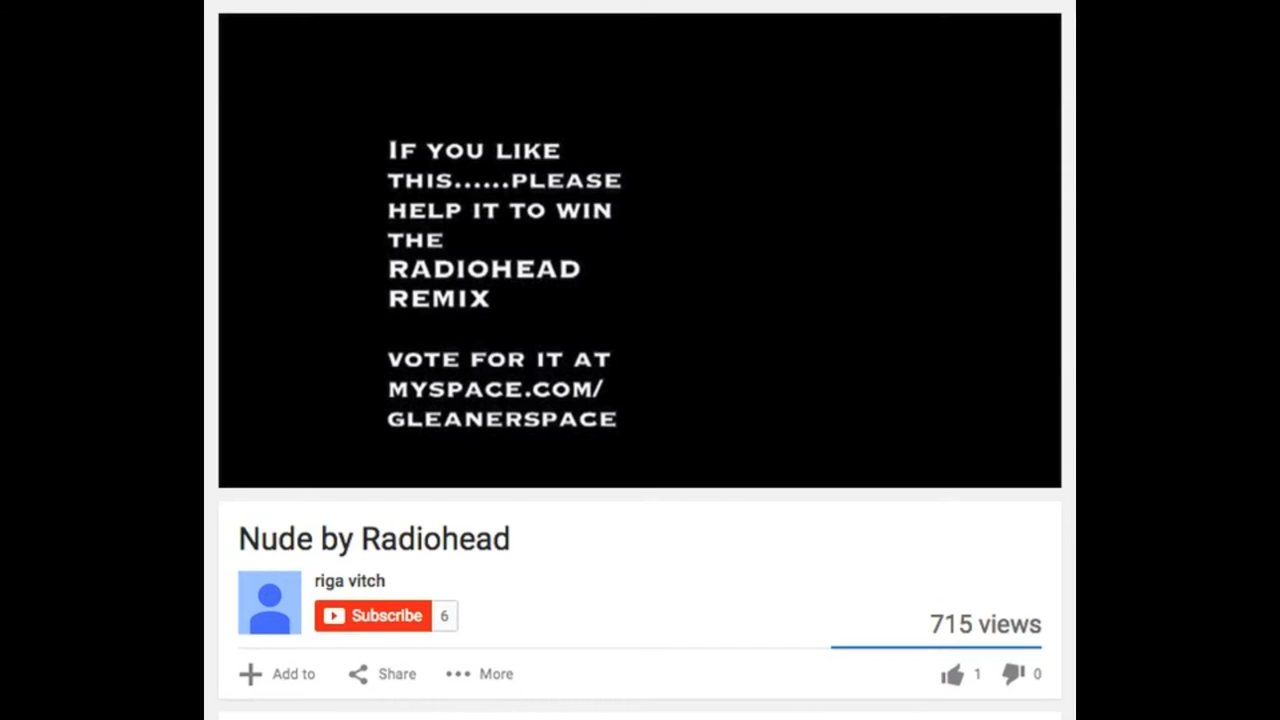 IF YOU LIKE
THIS......PLEASE
HELP IT TO WIN
THE
RADIOHEAD
REMIX
VOTE FOR IT AT
MYSPACE.COM/
GLEANERSPACE
Nude by Radiohead
riga vitch
Subscribe 6
715 views
Add to Share More 1 0